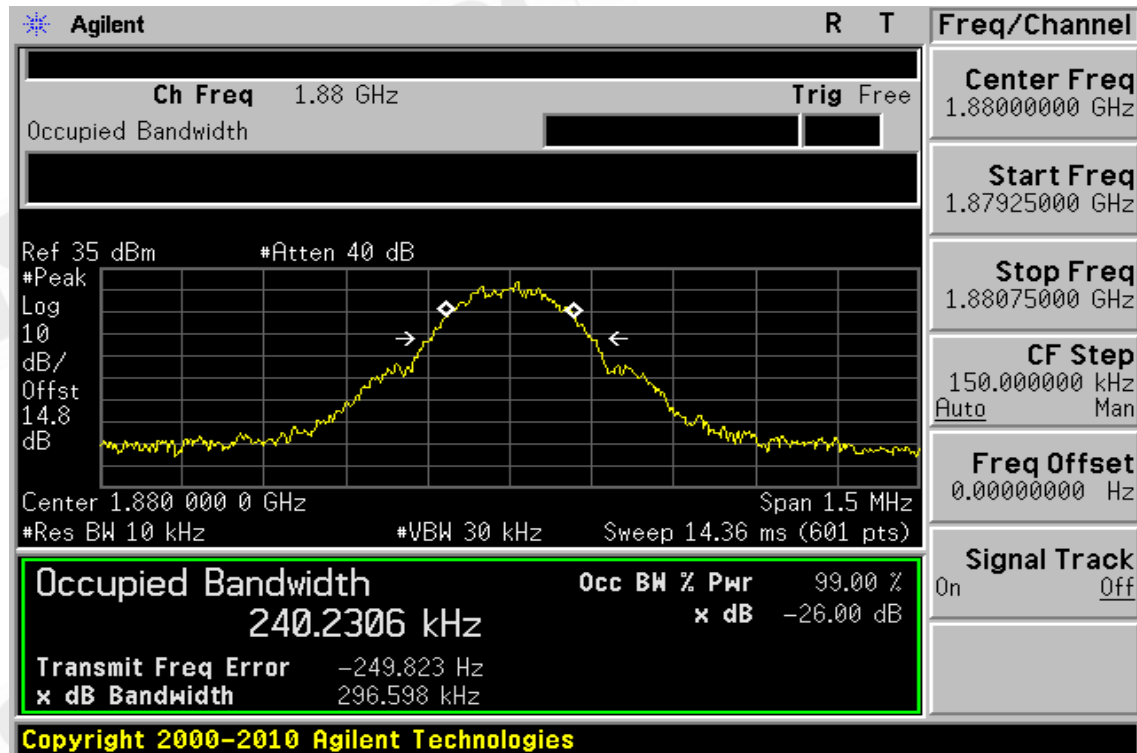 Agilent R T
Ch Freq 1.88 GHz Trig Free
Occupied Bandwidth
Ref 35 dBm #Atten 40 dB
#Peak
Log
10
dB/
Offst
14.8
dB
Center 1.880 000 0 GHz Span 1.5 MHz
#Res BW 10 kHz #VBW 30 kHz Sweep 14.36 ms (601 pts)
Occupied Bandwidth
240.2306 kHz
Occ BW % Pwr 99.00 %
x dB -26.00 dB
Transmit Freq Error -249.823 Hz
x dB Bandwidth 296.598 kHz
Copyright 2000-2010 Agilent Technologies
Freq/Channel
Center Freq
1.88000000 GHz
Start Freq
1.87925000 GHz
Stop Freq
1.88075000 GHz
CF Step
150.000000 kHz
Auto Man
Freq Offset
0.00000000 Hz
Signal Track
On Off